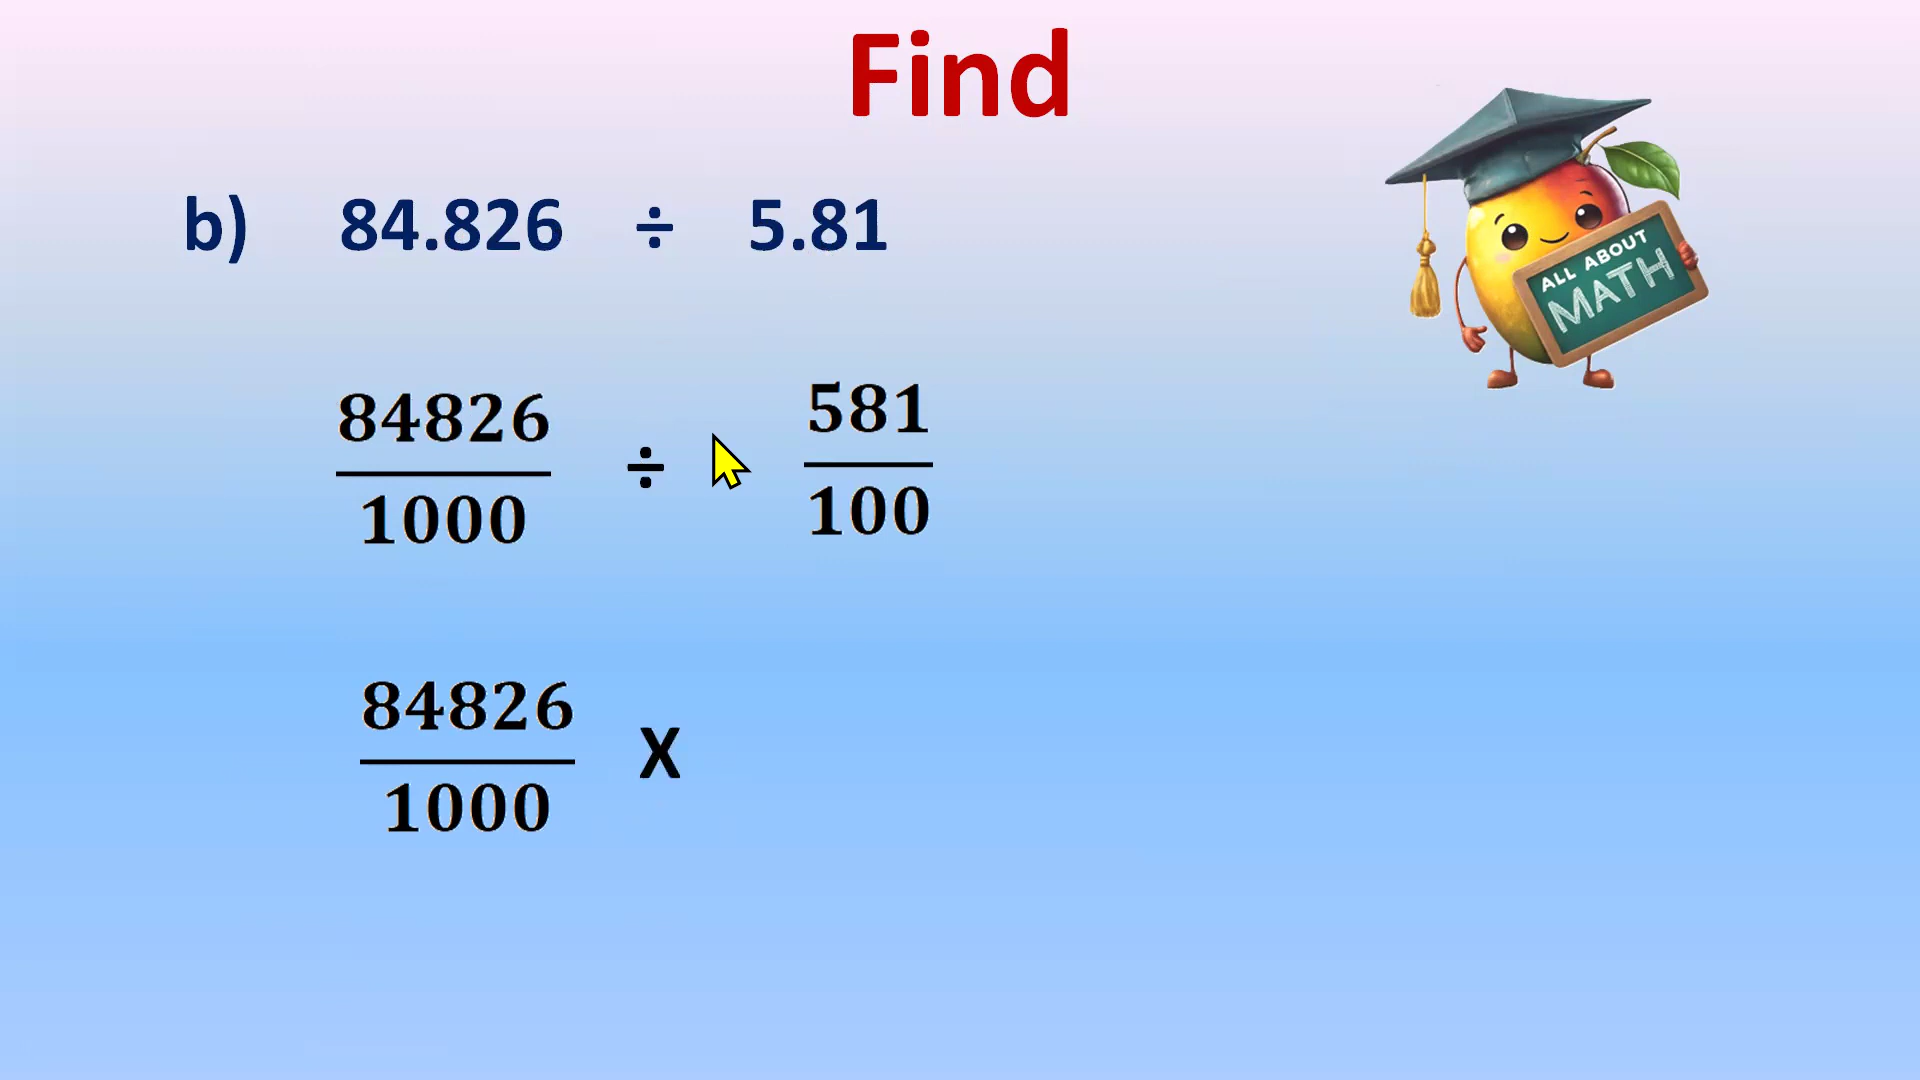 Find
b) 84.826 ÷ 5.81
ALL ABOUT
MATH
84826 ÷ 581
1000 100
84826 X
1000